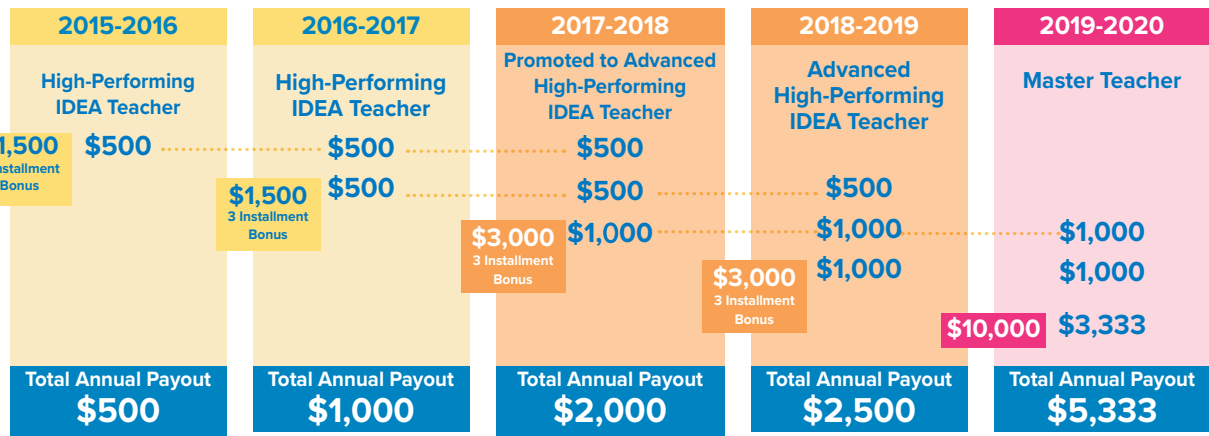 2015-2016
High-Performing
IDEA Teacher
1,500
nstallment
Bonus
$500
Total Annual Payout
$500
2016-2017
High-Performing
IDEA Teacher
$500
$500
$1,500
3 Installment
Bonus
Total Annual Payout
$1,000
2017-2018
Promoted to Advanced
High-Performing
IDEA Teacher
$500
$500
$1,000
$3,000
3 Installment
Bonus
Total Annual Payout
$2,000
2018-2019
Advanced
High-Performing
IDEA Teacher
$500
$1,000
$1,000
$3,000
3 Installment
Bonus
Total Annual Payout
$2,500
2019-2020
Master Teacher
$1,000
$1,000
$10,000
$3,333
Total Annual Payout
$5,333